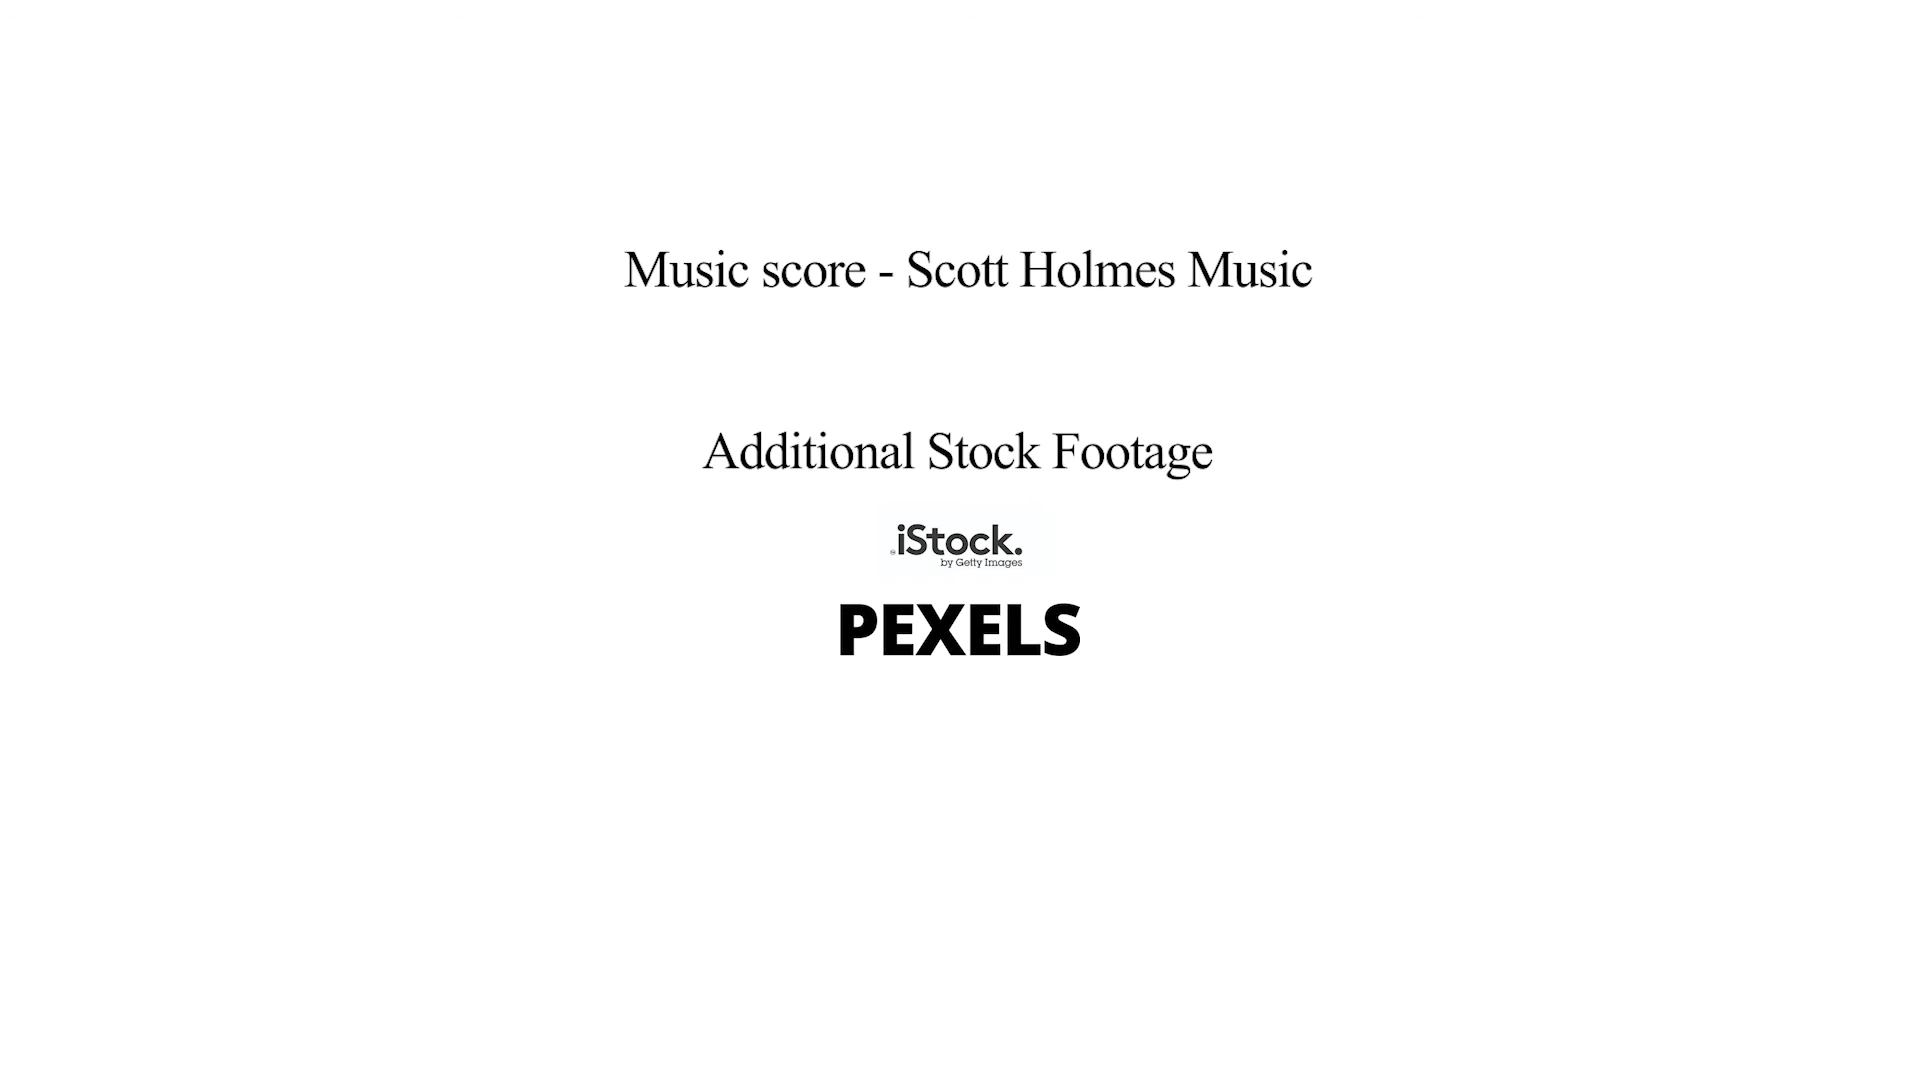 Music score - Scott Holmes Music
Additional Stock Footage
iStock.
by Getty Images
PEXELS